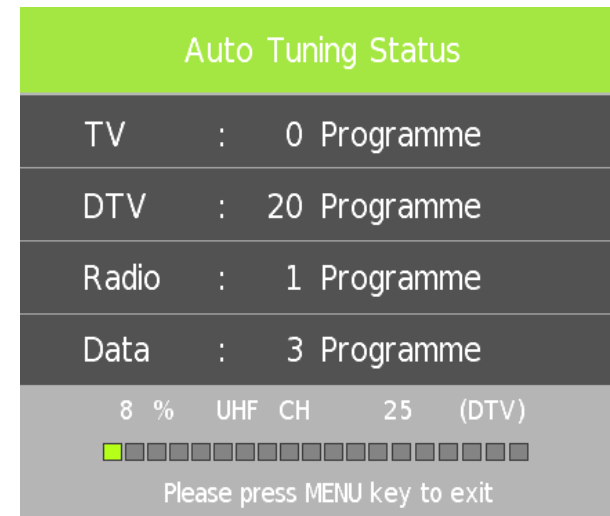 Auto Tuning Status
TV : 0 Programme
DTV : 20 Programme
Radio : 1 Programme
Data : 3 Programme
8 % UHF CH 25 (DTV)
Please press MENU key to exit